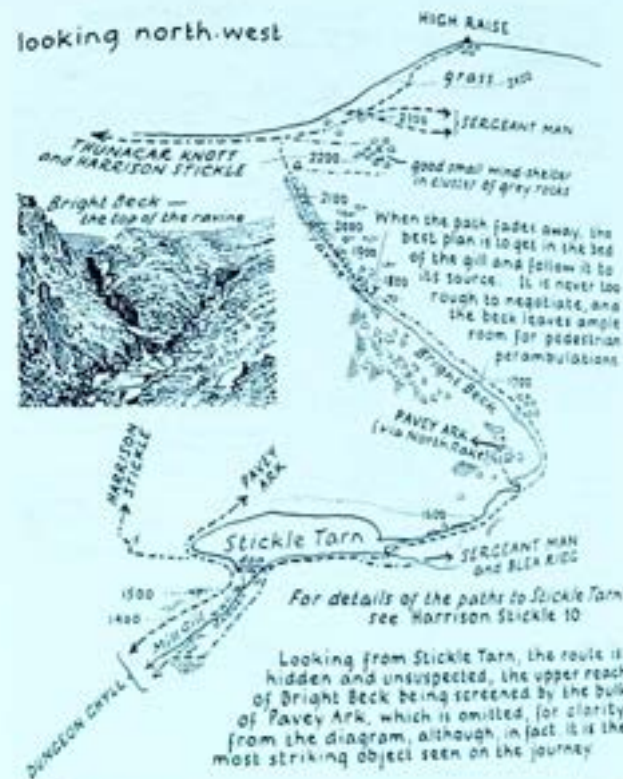 looking north-west
HIGH RAISE
grass
2400
2300
SERGEANT MAN
THUNACAR KNOTT
and HARRISON STICKLE
2200
good small wind-shelter
in cluster of grey rocks
Bright Beck —
the top of the ravine
2100
2000
1900
1800
When the path fades away, the
best plan is to get in the bed
of the gill and follow it to
its source. It is never too
rough to negotiate, and
the beck leaves ample
room for pedestrian
perambulations
Bright Beck
1700
PAVEY ARK
(via North Rake)
HARRISON
STICKLE
PAVEY
ARK
1600
Stickle Tarn
SERGEANT MAN
AND BLEA RIGG
1500
1400
Mill Gill
DUNGEON GHYLL
For details of the paths to Stickle Tarn
see Harrison Stickle 10
Looking from Stickle Tarn, the route is
hidden and unsuspected, the upper reach
of Bright Beck being screened by the bulk
of Pavey Ark, which is omitted, for clarity,
from the diagram, although, in fact, it is the
most striking object seen on the journey